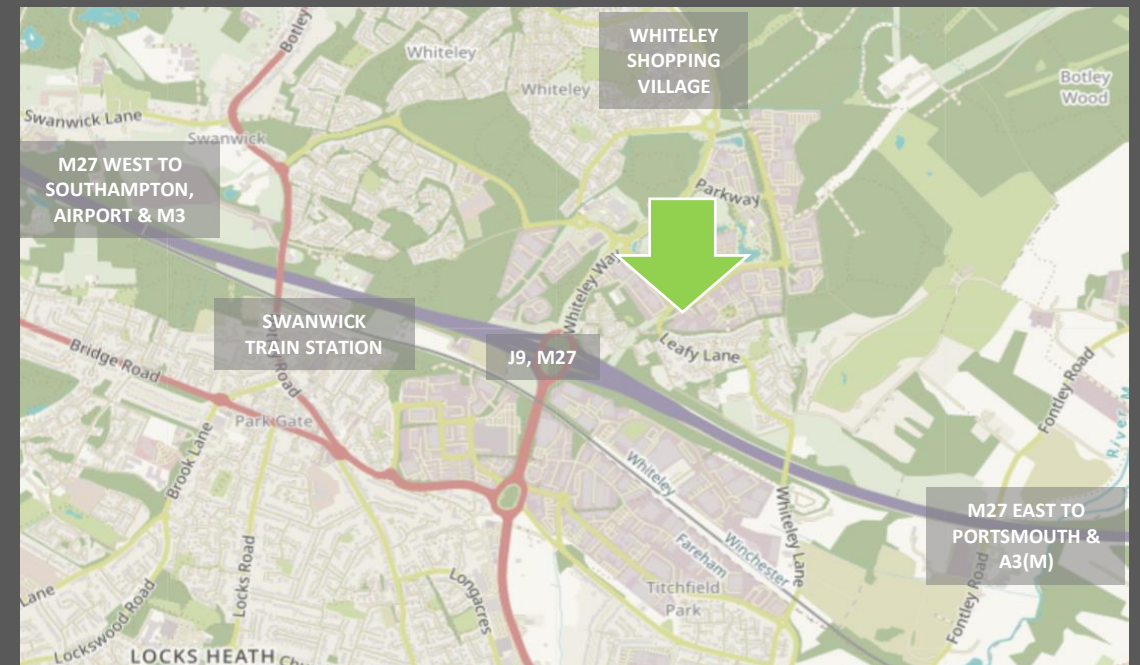 Botley
Whiteley
WHITELEY
SHOPPING
VILLAGE
Whiteley
Botley
Wood
Swanwick Lane
Swanwick
M27 WEST TO
SOUTHAMPTON,
AIRPORT & M3
Parkway
Whiteley Way
SWANWICK
TRAIN STATION
J9, M27
Leafy Lane
Bridge Road
Road
Fontley Road
Park Gate
River M
Brook Lane
Whiteley
Whiteley Lane
M27 EAST TO
PORTSMOUTH &
A3(M)
Locks Road
Fareham
Winchester
Longacres
Titchfield
Park
Lane
Lockswood Road
Fontley Road
LOCKS HEATH